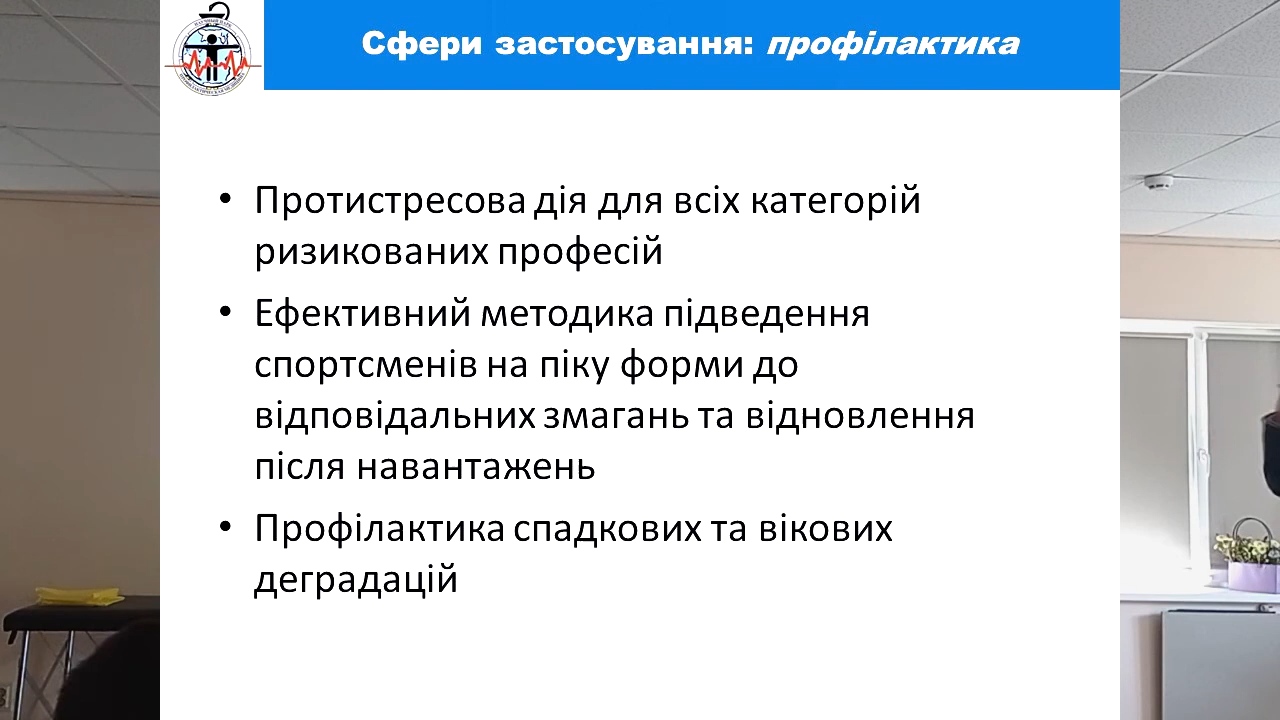 Сфери застосування: профілактика
• Протистресова дія для всіх категорій
ризикованих професій
• Ефективний методика підведення
спортсменів на піку форми до
відповідальних змагань та відновлення
після навантажень
• Профілактика спадкових та вікових
деградацій